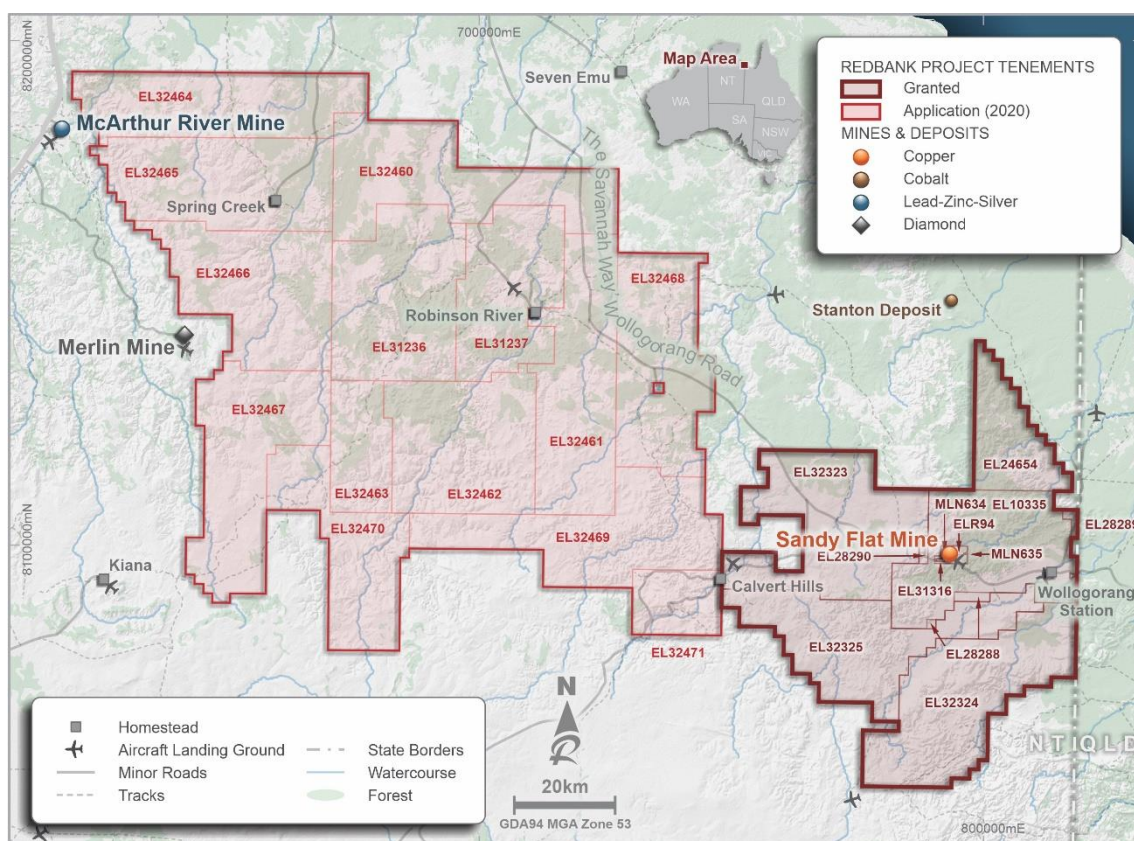 8200000mN
700000mE
Map Area
NT
WA
QLD
SA
NSW
VIC
REDBANK PROJECT TENEMENTS
Granted
Application (2020)
MINES & DEPOSITS
Copper
Cobalt
Lead-Zinc-Silver
Diamond
Seven Emu
EL32464
McArthur River Mine
EL32465
EL32460
Spring Creek
The Savannah Way
Wollogorang Road
EL32466
EL32468
Robinson River
Stanton Deposit
Merlin Mine
EL31236
EL31237
EL32467
EL32461
EL32463
EL32462
EL32470
EL32469
EL32323
EL24654
MLN634
EL10335
ELR94
EL28289
Sandy Flat Mine
EL28290
MLN635
8100000mN
Kiana
Calvert Hills
EL31316
Wollogorang
Station
EL32471
EL32325
EL28288
EL32324
NT
QLD
Homestead
Aircraft Landing Ground
Minor Roads
Tracks
State Borders
Watercourse
Forest
N
R
20km
GDA94 MGA Zone 53
800000mE